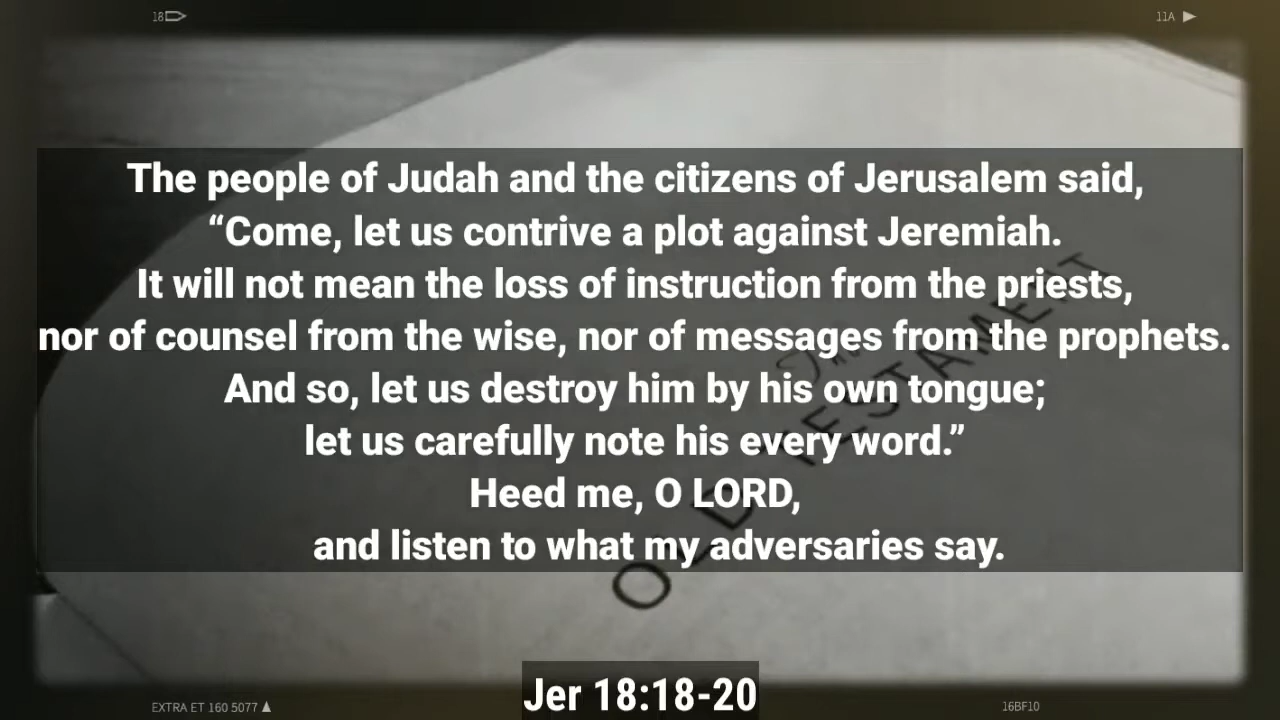 18
11A
The people of Judah and the citizens of Jerusalem said,
“Come, let us contrive a plot against Jeremiah.
It will not mean the loss of instruction from the priests,
nor of counsel from the wise, nor of messages from the prophets.
And so, let us destroy him by his own tongue;
let us carefully note his every word.”
Heed me, O LORD,
and listen to what my adversaries say.
The
OLD TESTAMENT
Jer 18:18-20
EXTRA ET 160 5077
16BF10